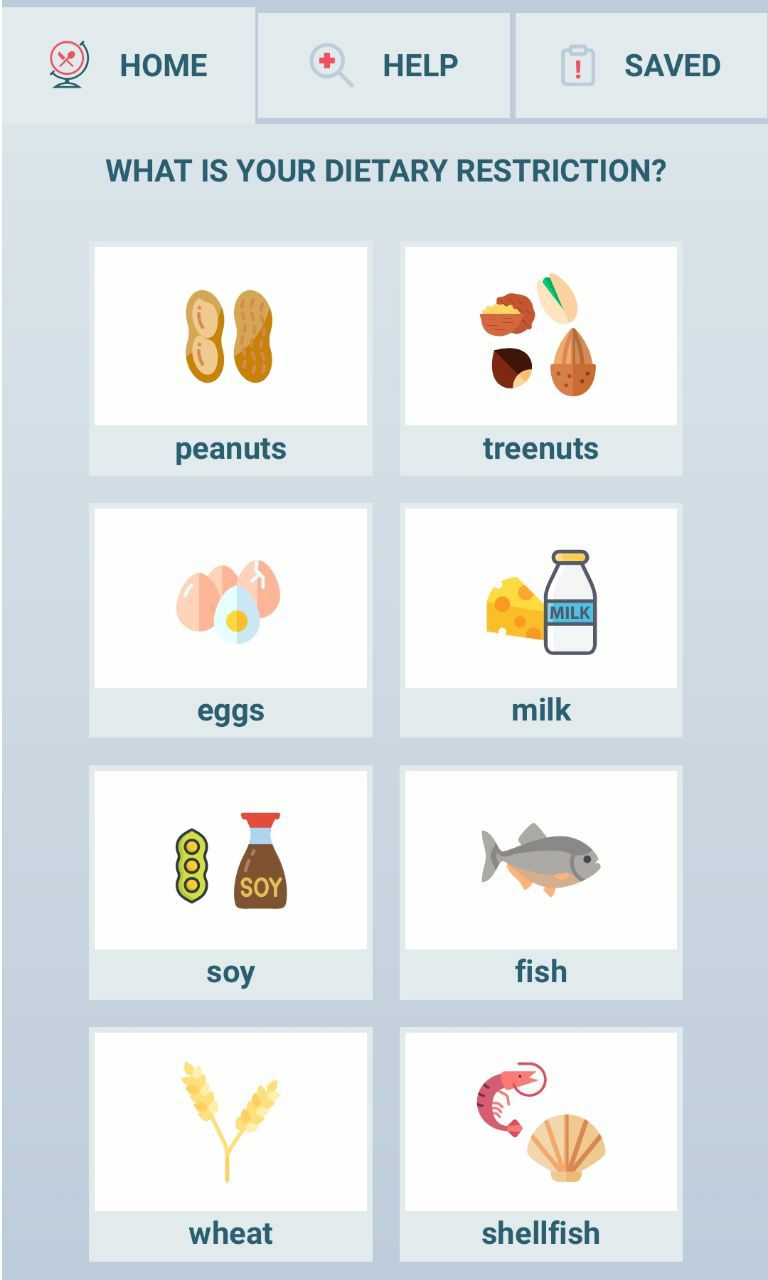 HOME
HELP
SAVED
WHAT IS YOUR DIETARY RESTRICTION?
peanuts
treenuts
eggs
MILK
milk
SOY
soy
fish
wheat
shellfish